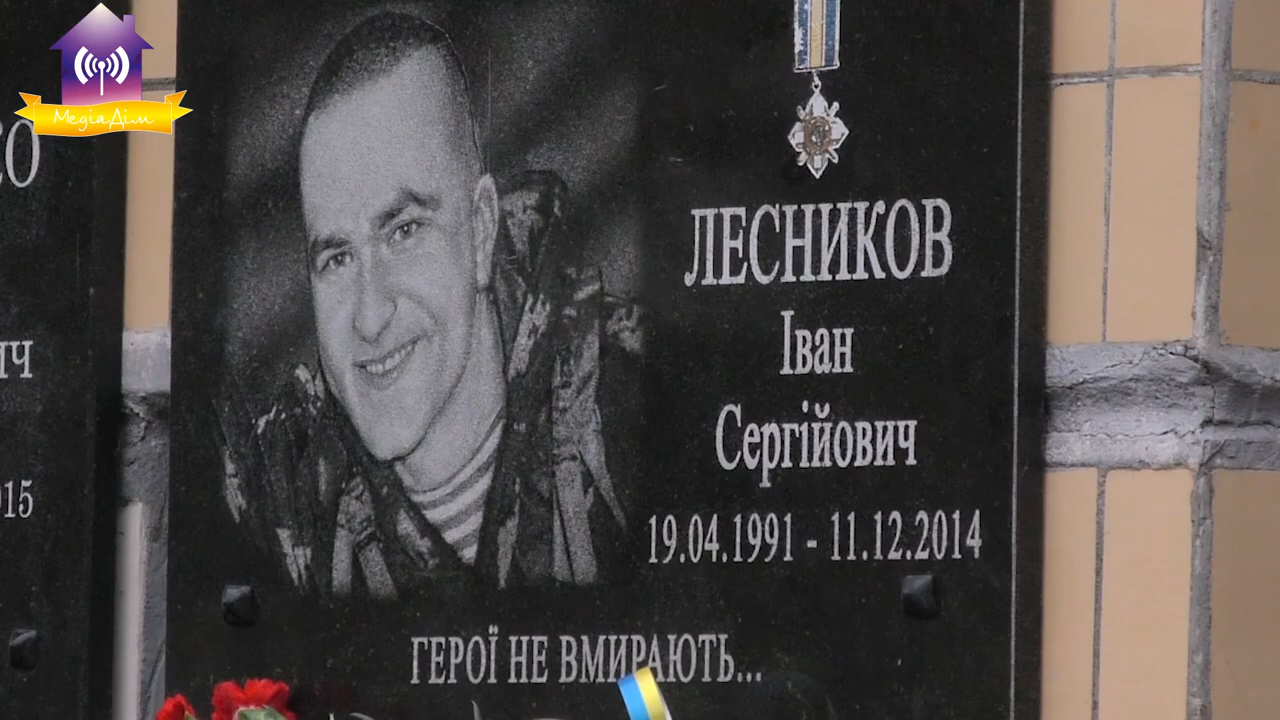 МедіаДім
ЛЕСНИКОВ
Іван
Сергійович
19.04.1991 - 11.12.2014
ГЕРОЇ НЕ ВМИРАЮТЬ...